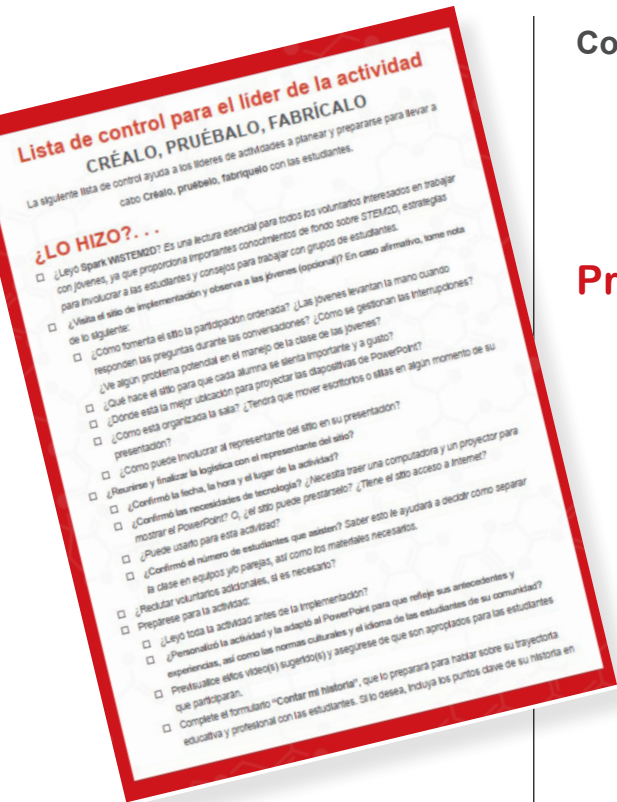 Lista de control para el líder de la actividad
CRÉALO, PRUÉBALO, FABRÍCALO
La siguiente lista de control ayuda a los líderes de actividades a planear y prepararse para llevar a
cabo Créalo, pruébelo, fabríquelo con las estudiantes.
¿LO HIZO?. . .
¿Leyó Spark WiSTEM2D? Es una lectura esencial para todos los voluntarios interesados en trabajar
con jóvenes, ya que proporciona importantes conocimientos de fondo sobre STEM2D, estrategias
para involucrar a las estudiantes y consejos para trabajar con grupos de estudiantes.
¿Visita el sitio de implementación y observa a las jóvenes (opcional)? En caso afirmativo, tome nota
de lo siguiente:
¿Cómo fomenta el sitio la participación ordenada? ¿Las jóvenes levantan la mano cuando
responden las preguntas durante las conversaciones? ¿Cómo se gestionan las interrupciones?
¿Ve algún problema potencial en el manejo de la clase de las jóvenes?
¿Qué hace el sitio para que cada alumna se sienta importante y a gusto?
¿Dónde está la mejor ubicación para proyectar las diapositivas de PowerPoint?
¿Cómo está organizada la sala? ¿Tendrá que mover escritorios o sillas en algún momento de su
presentación?
¿Cómo puede involucrar al representante del sitio en su presentación?
¿Reunirse y finalizar la logística con el representante del sitio?
¿Confirmó la fecha, la hora y el lugar de la actividad?
¿Confirmó las necesidades de tecnología? ¿Necesita traer una computadora y un proyector para
mostrar el PowerPoint? O, ¿el sitio puede prestárselo? ¿Tiene el sitio acceso a Internet?
¿Puede usarlo para esta actividad?
¿Confirmó el número de estudiantes que asisten? Saber esto le ayudará a decidir cómo separar
la clase en equipos y/o parejas, así como los materiales necesarios.
¿Reclutar voluntarios adicionales, si es necesario?
Prepárese para la actividad:
¿Leyó toda la actividad antes de la implementación?
¿Personalizó la actividad y la adaptó al PowerPoint para que refleje sus antecedentes y
experiencias, así como las normas culturales y el idioma de las estudiantes de su comunidad?
Previsualice el/los video(s) sugerido(s) y asegúrese de que son apropiados para las estudiantes
que participarán.
Complete el formulario "Contar mi historia", que lo preparará para hablar sobre su trayectoria
educativa y profesional con las estudiantes. Si lo desea, incluya los puntos clave de su historia en
Co
Pr